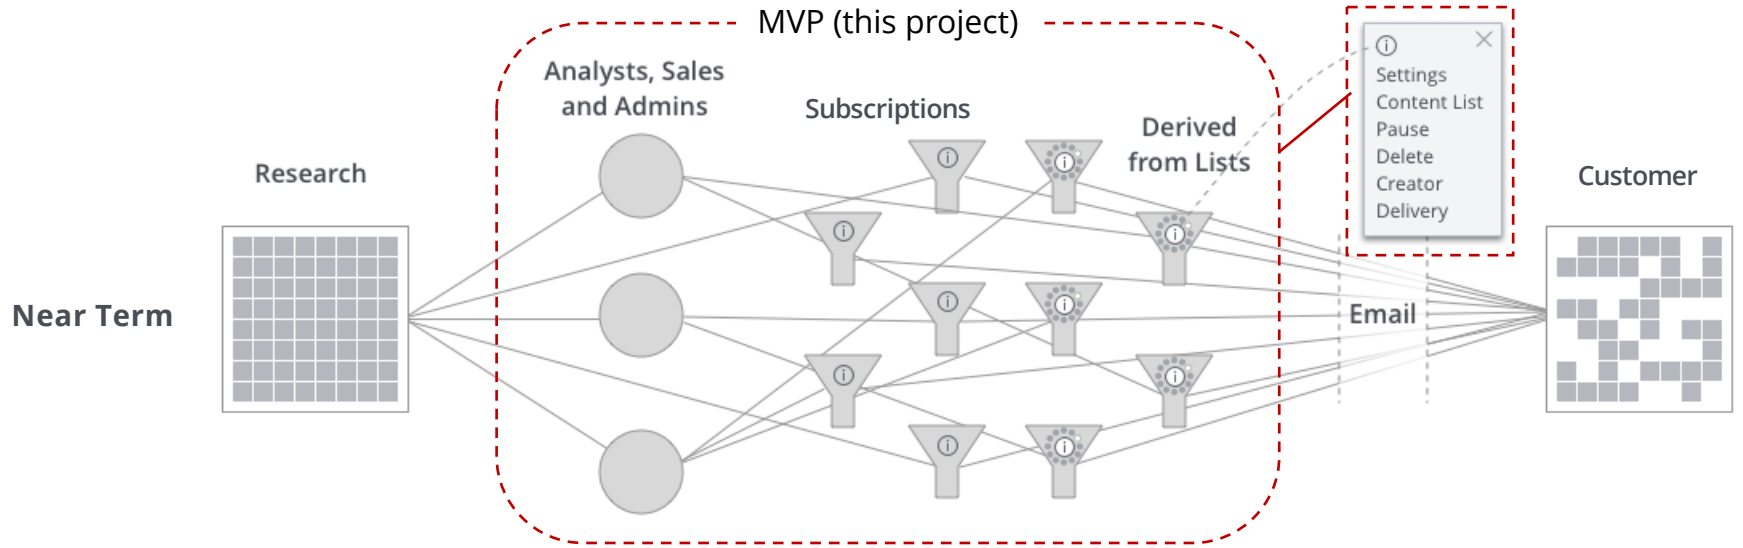 MVP (this project)
Analysts, Sales
and Admins
Subscriptions
Derived
from Lists
Settings
Content List
Pause
Delete
Creator
Delivery
Research
Customer
Near Term
Email